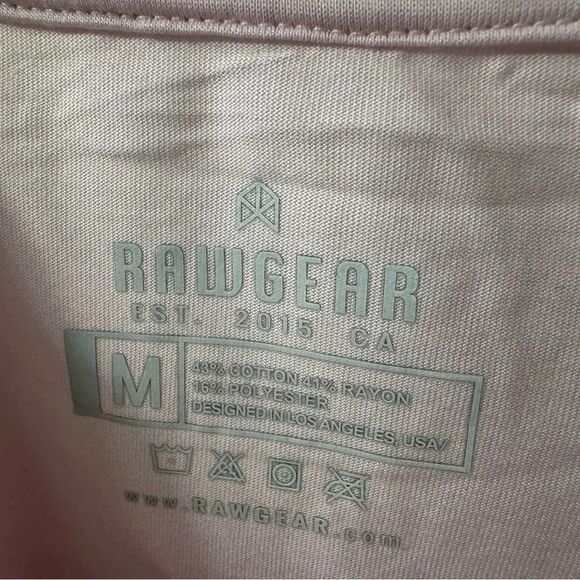 RAWGEAR
EST. 2015 CA
M
43% COTTON 41% RAYON
16% POLYESTER
DESIGNED IN LOS ANGELES, USA/
www.RAWGEAR.com